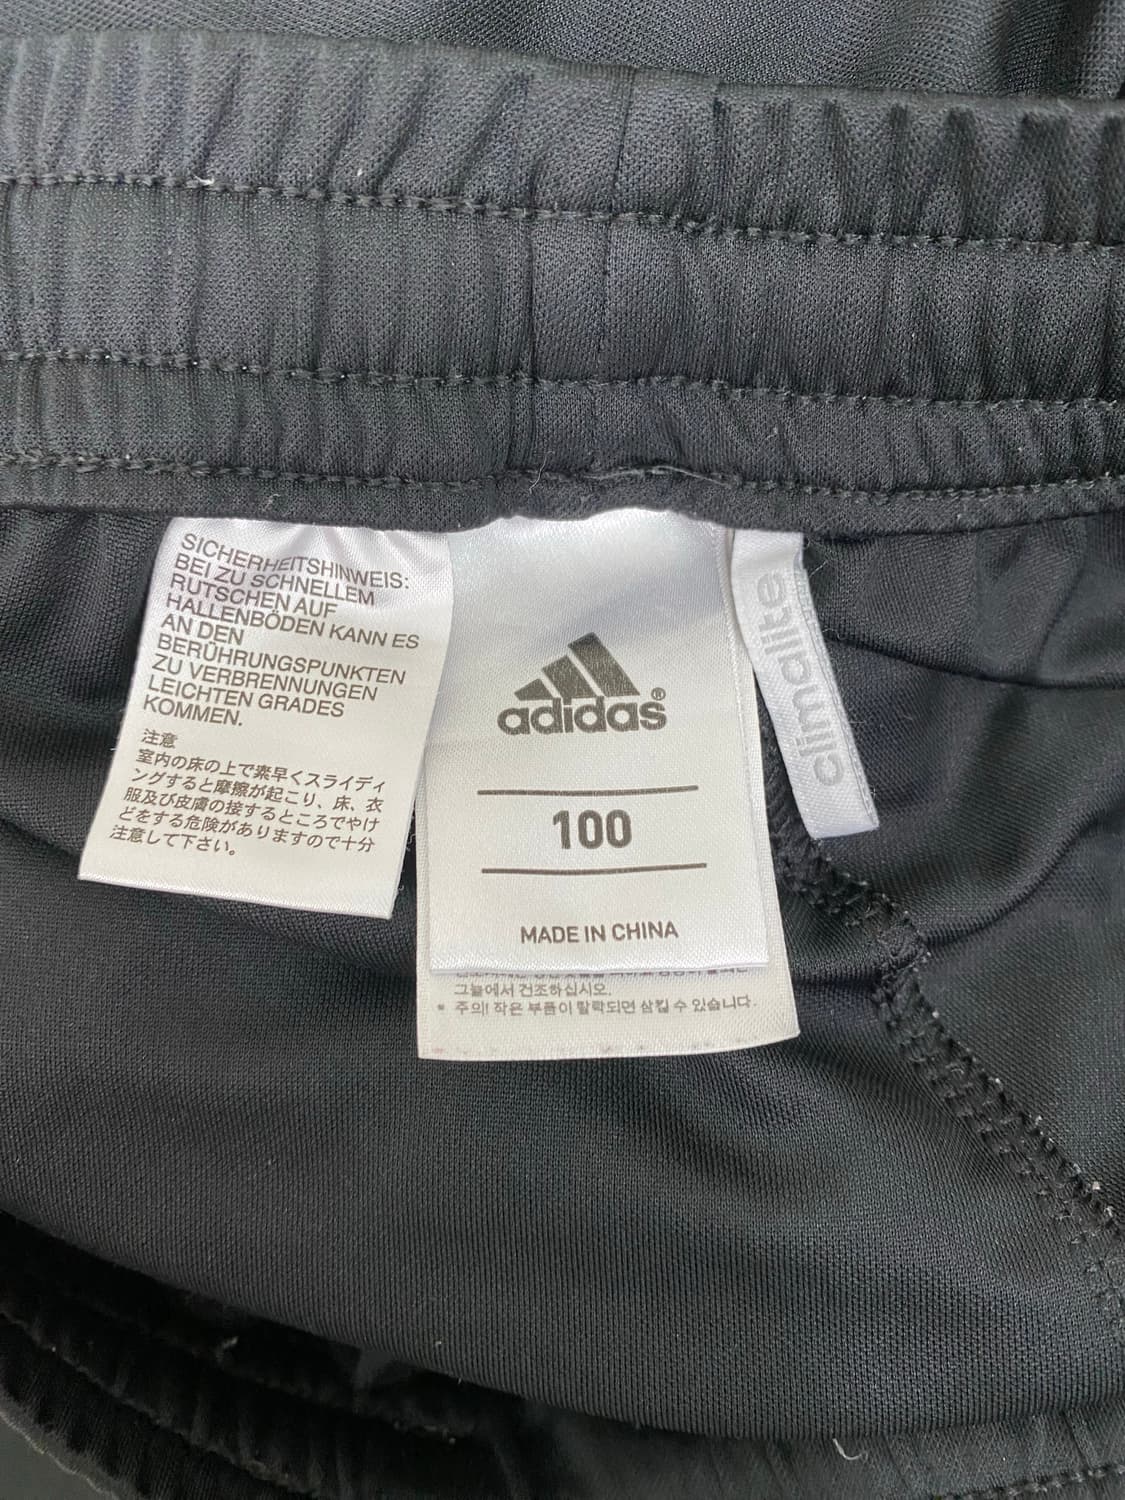 SICHERHEITSHINWEIS:
BEI ZU SCHNELLEM
RUTSCHEN AUF
HALLENBÖDEN KANN ES
AN DEN
BERÜHRUNGSPUNKTEN
ZU VERBRENNUNGEN
LEICHTEN GRADES
KOMMEN.
注意
室内の床の上で素早くスライディ
ングすると摩擦が起こり、床、衣
服及び皮膚の接するところでやけ
どをする危険がありますので十分
注意して下さい。
adidas®
100
MADE IN CHINA
그늘에서 건조하십시오.
* 주의! 작은 부품이 탈락되면 삼킬 수 있습니다.
climalite